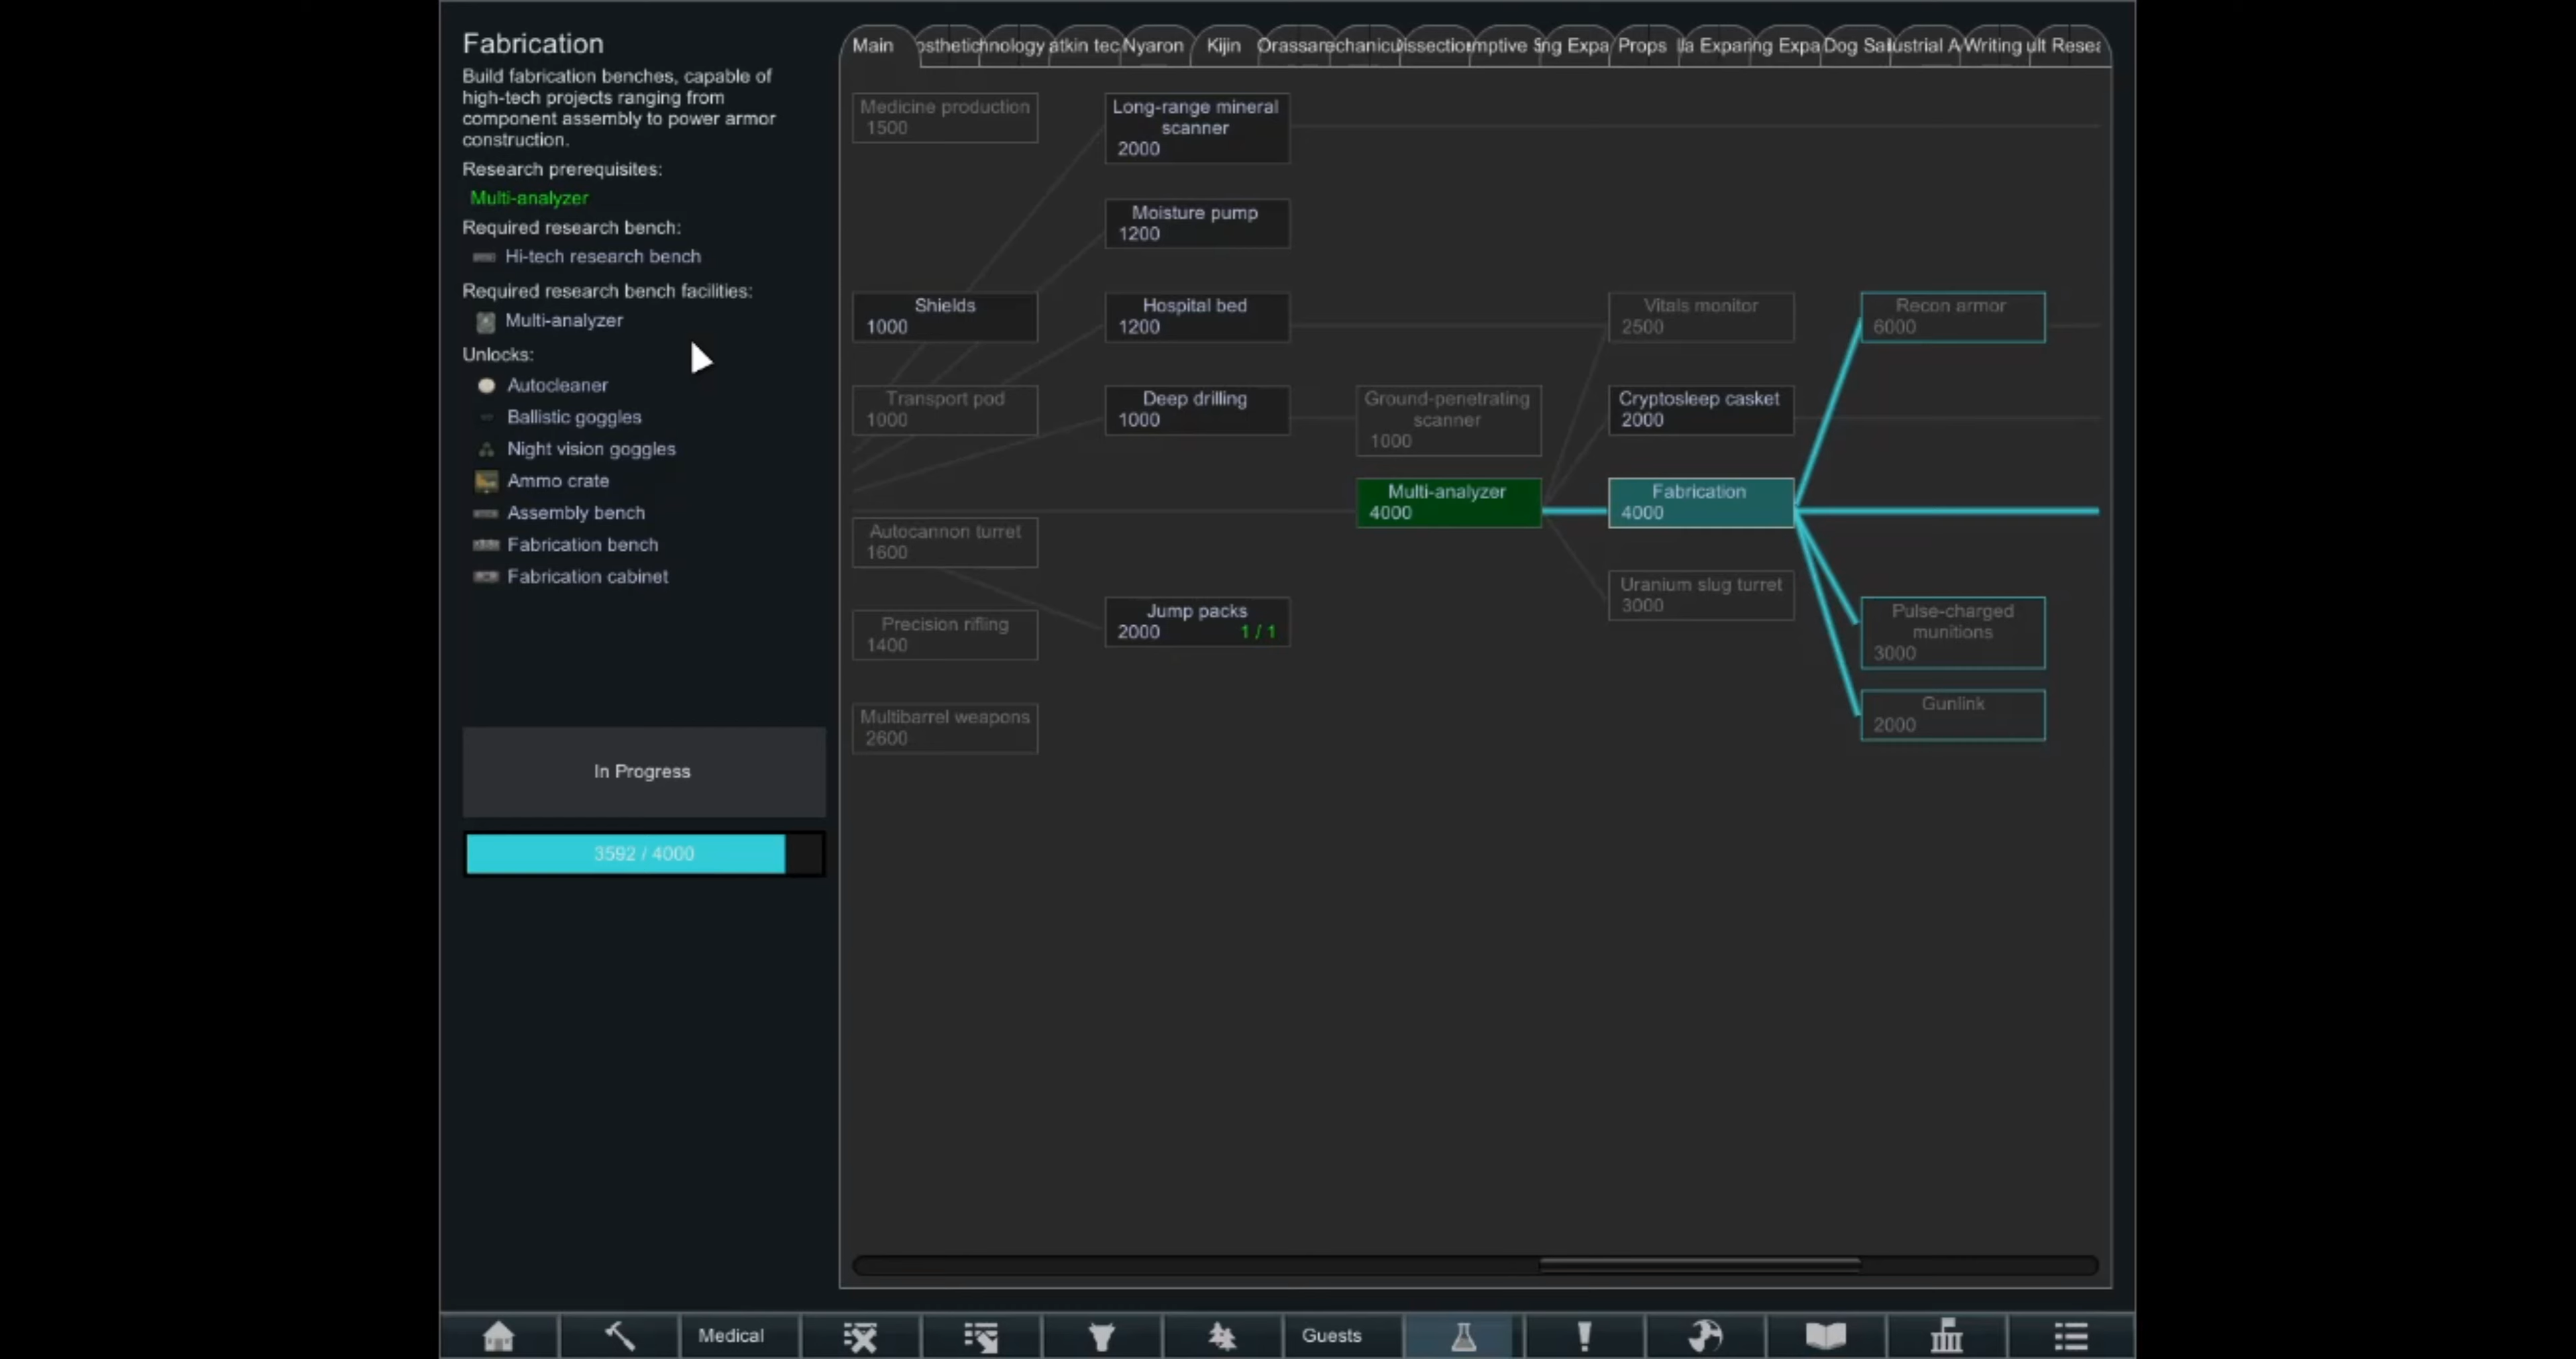 Fabrication
Build fabrication benches, capable of
high-tech projects ranging from
component assembly to power armor
construction.
Research prerequisites:
Multi-analyzer
Required research bench:
Hi-tech research bench
Required research bench facilities:
Multi-analyzer
Unlocks:
Autocleaner
Ballistic goggles
Night vision goggles
Ammo crate
Assembly bench
Fabrication bench
Fabrication cabinet
In Progress
3592 / 4000
Main
Nyaron
Kijin
Props
Writing
Medicine production
1500
Long-range mineral
scanner
2000
Moisture pump
1200
Shields
1000
Hospital bed
1200
Vitals monitor
2500
Recon armor
6000
Transport pod
1000
Deep drilling
1000
Ground-penetrating
scanner
1000
Cryptosleep casket
2000
Multi-analyzer
4000
Fabrication
4000
Autocannon turret
1600
Uranium slug turret
3000
Precision rifling
1400
Jump packs
2000 1 / 1
Pulse-charged
munitions
3000
Multibarrel weapons
2600
Gunlink
2000
Medical
Guests